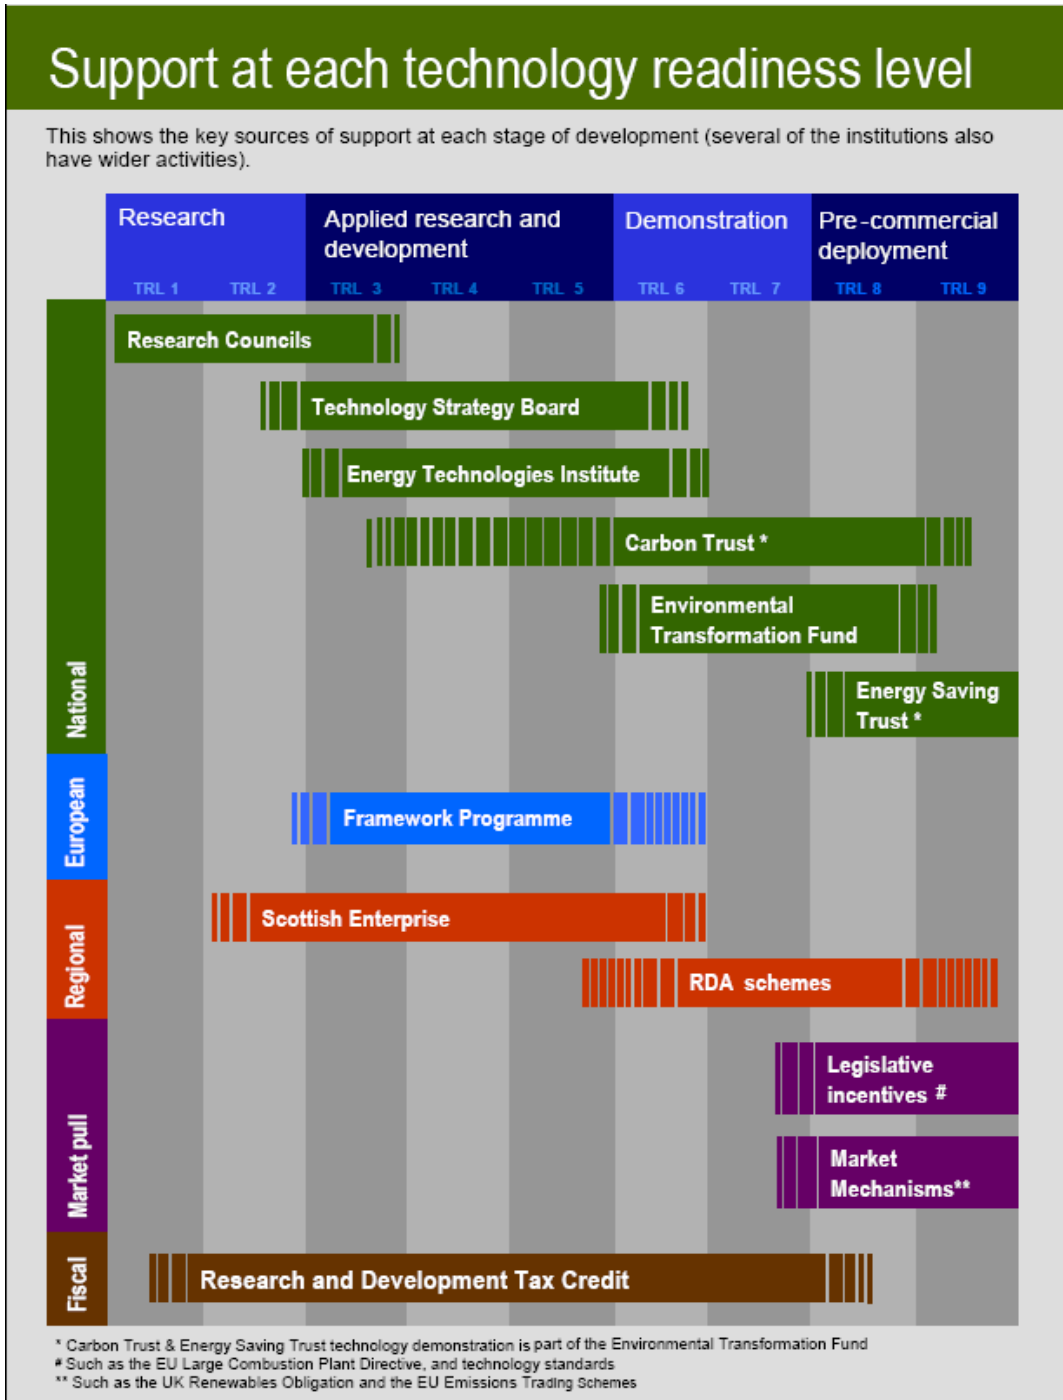 Support at each technology readiness level
This shows the key sources of support at each stage of development (several of the institutions also
have wider activities).
Research
Applied research and
development
Demonstration
Pre-commercial
deployment
TRL 1
TRL 2
TRL 3
TRL 4
TRL 5
TRL 6
TRL 7
TRL 8
TRL 9
National
Research Councils
Technology Strategy Board
Energy Technologies Institute
Carbon Trust *
Environmental
Transformation Fund
Energy Saving
Trust *
European
Framework Programme
Regional
Scottish Enterprise
RDA schemes
Market pull
Legislative
incentives #
Market
Mechanisms**
Fiscal
Research and Development Tax Credit
* Carbon Trust & Energy Saving Trust technology demonstration is part of the Environmental Transformation Fund
# Such as the EU Large Combustion Plant Directive, and technology standards
** Such as the UK Renewables Obligation and the EU Emissions Trading Schemes